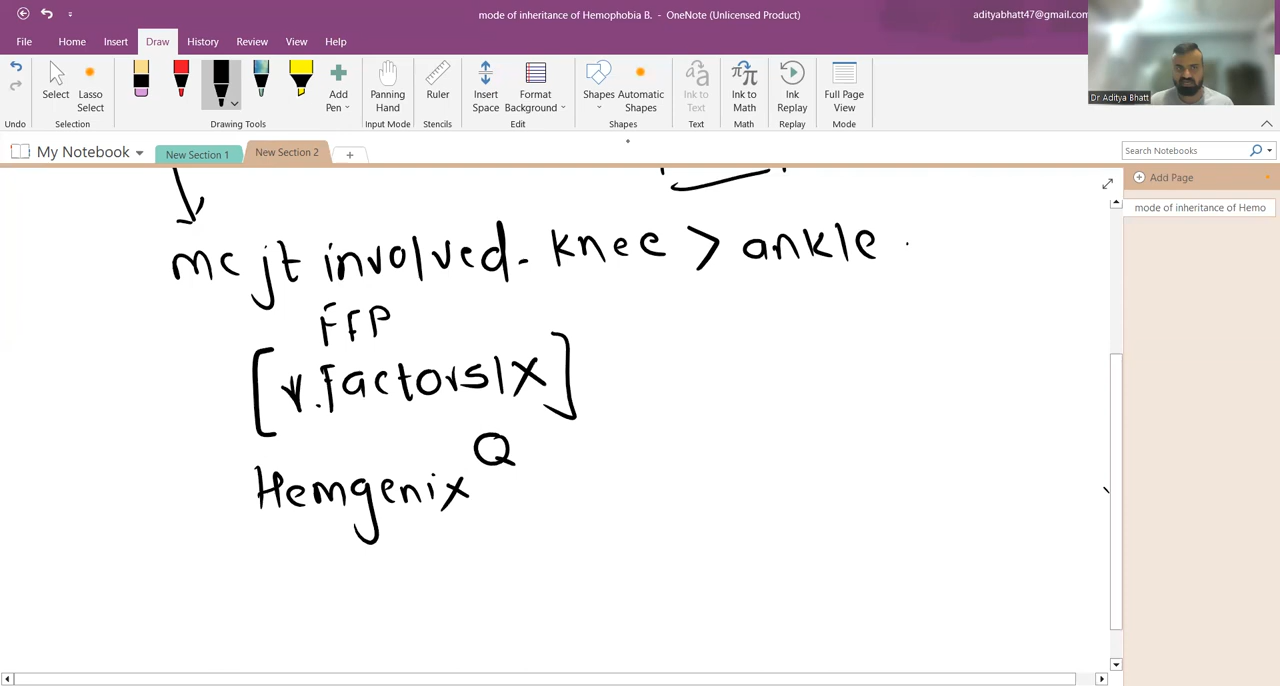 mode of inheritance of Hemophobia B. - OneNote (Unlicensed Product)
adityabhatt47@gmail.com
File Home Insert Draw History Review View Help
Undo
Select
Lasso Select
Add Pen
Panning Hand
Ruler
Insert Space
Format Background
Shapes
Automatic Shapes
Ink to Text
Ink to Math
Ink Replay
Full Page View
Selection
Drawing Tools
Input Mode
Stencils
Edit
Shapes
Text
Math
Replay
Mode
Dr Aditya Bhatt
My Notebook
New Section 1
New Section 2
Search Notebooks
Add Page
mode of inheritance of Hemo
mc jt involved. knee > ankle
FFP
[r.Factors IX]
Q
Hemgenix